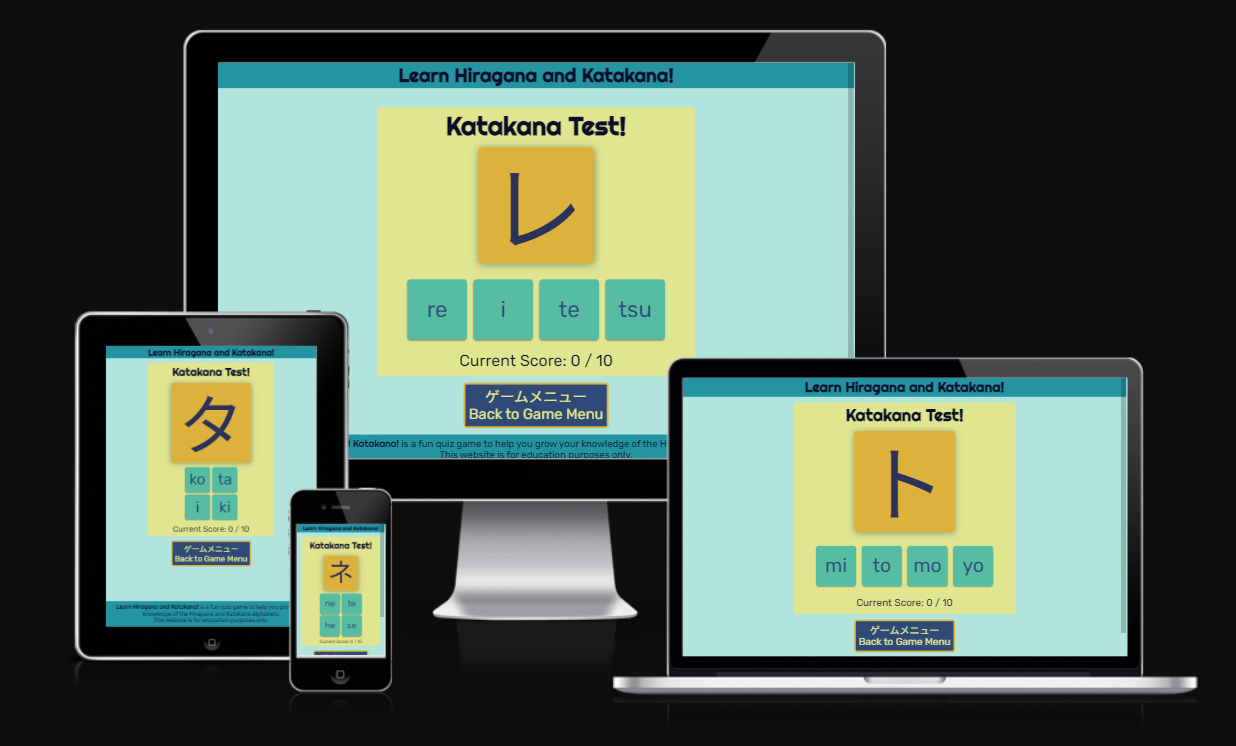 Learn Hiragana and Katakana!
Katakana Test!
レ
re i te tsu
Current Score: 0 / 10
ゲームメニュー
Back to Game Menu
Katakana! is a fun quiz game to help you grow your knowledge of the H
This website is for education purposes only.
Learn Hiragana and Katakana!
Katakana Test!
タ
ko ta
i ki
Current Score: 0 / 10
ゲームメニュー
Back to Game Menu
Learn Hiragana and Katakana! is a fun quiz game to help you
knowledge of the Hiragana and Katakana alphabets.
This website is for education purposes only.
Learn Hiragana and Katakana!
Katakana Test!
ネ
ne te
he se
Current Score: 0 / 10
Learn Hiragana and Katakana!
Katakana Test!
ト
mi to mo yo
Current Score: 0 / 10
ゲームメニュー
Back to Game Menu